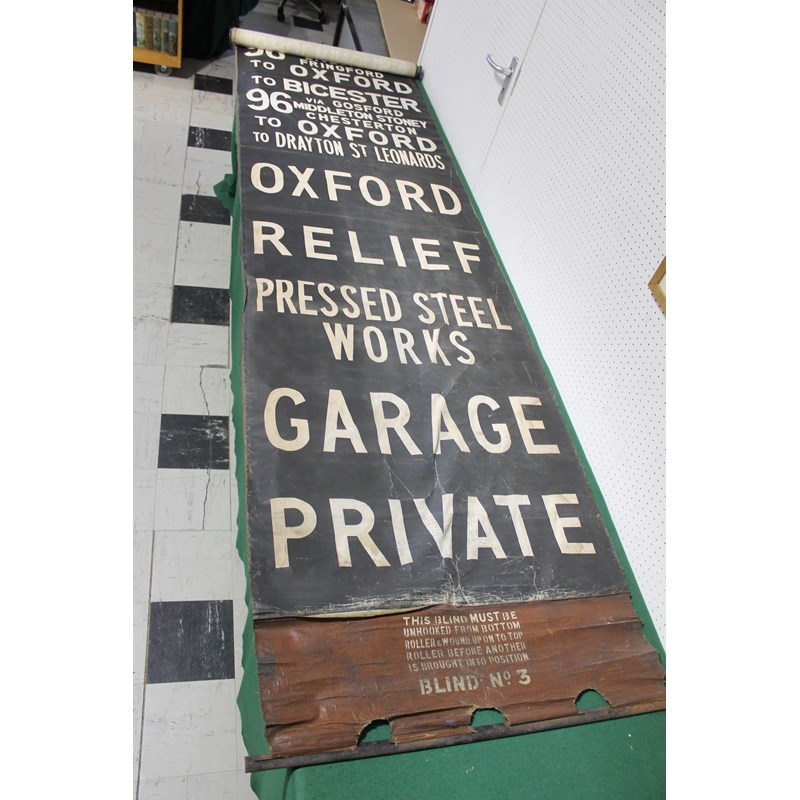 96
FRINGFORD
TO OXFORD
TO BICESTER
96 VIA GOSFORD
MIDDLETON STONEY
CHESTERTON
TO OXFORD
TO DRAYTON ST LEONARDS
OXFORD
RELIEF
PRESSED STEEL
WORKS
GARAGE
PRIVATE
THIS BLIND MUST BE
UNHOOKED FROM BOTTOM
ROLLER & WOUND UP ON TO TOP
ROLLER BEFORE ANOTHER
IS BROUGHT INTO POSITION
BLIND No 3